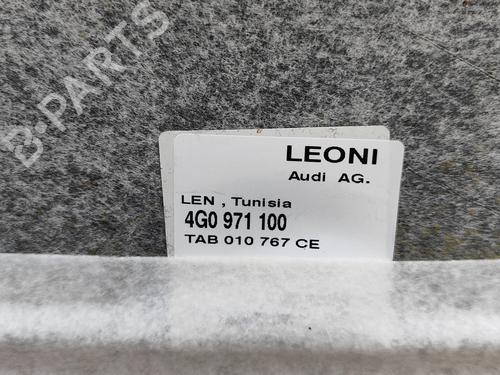 B-PARTS
LEONI
Audi AG.
LEN , Tunisia
4G0 971 100
TAB 010 767 CE